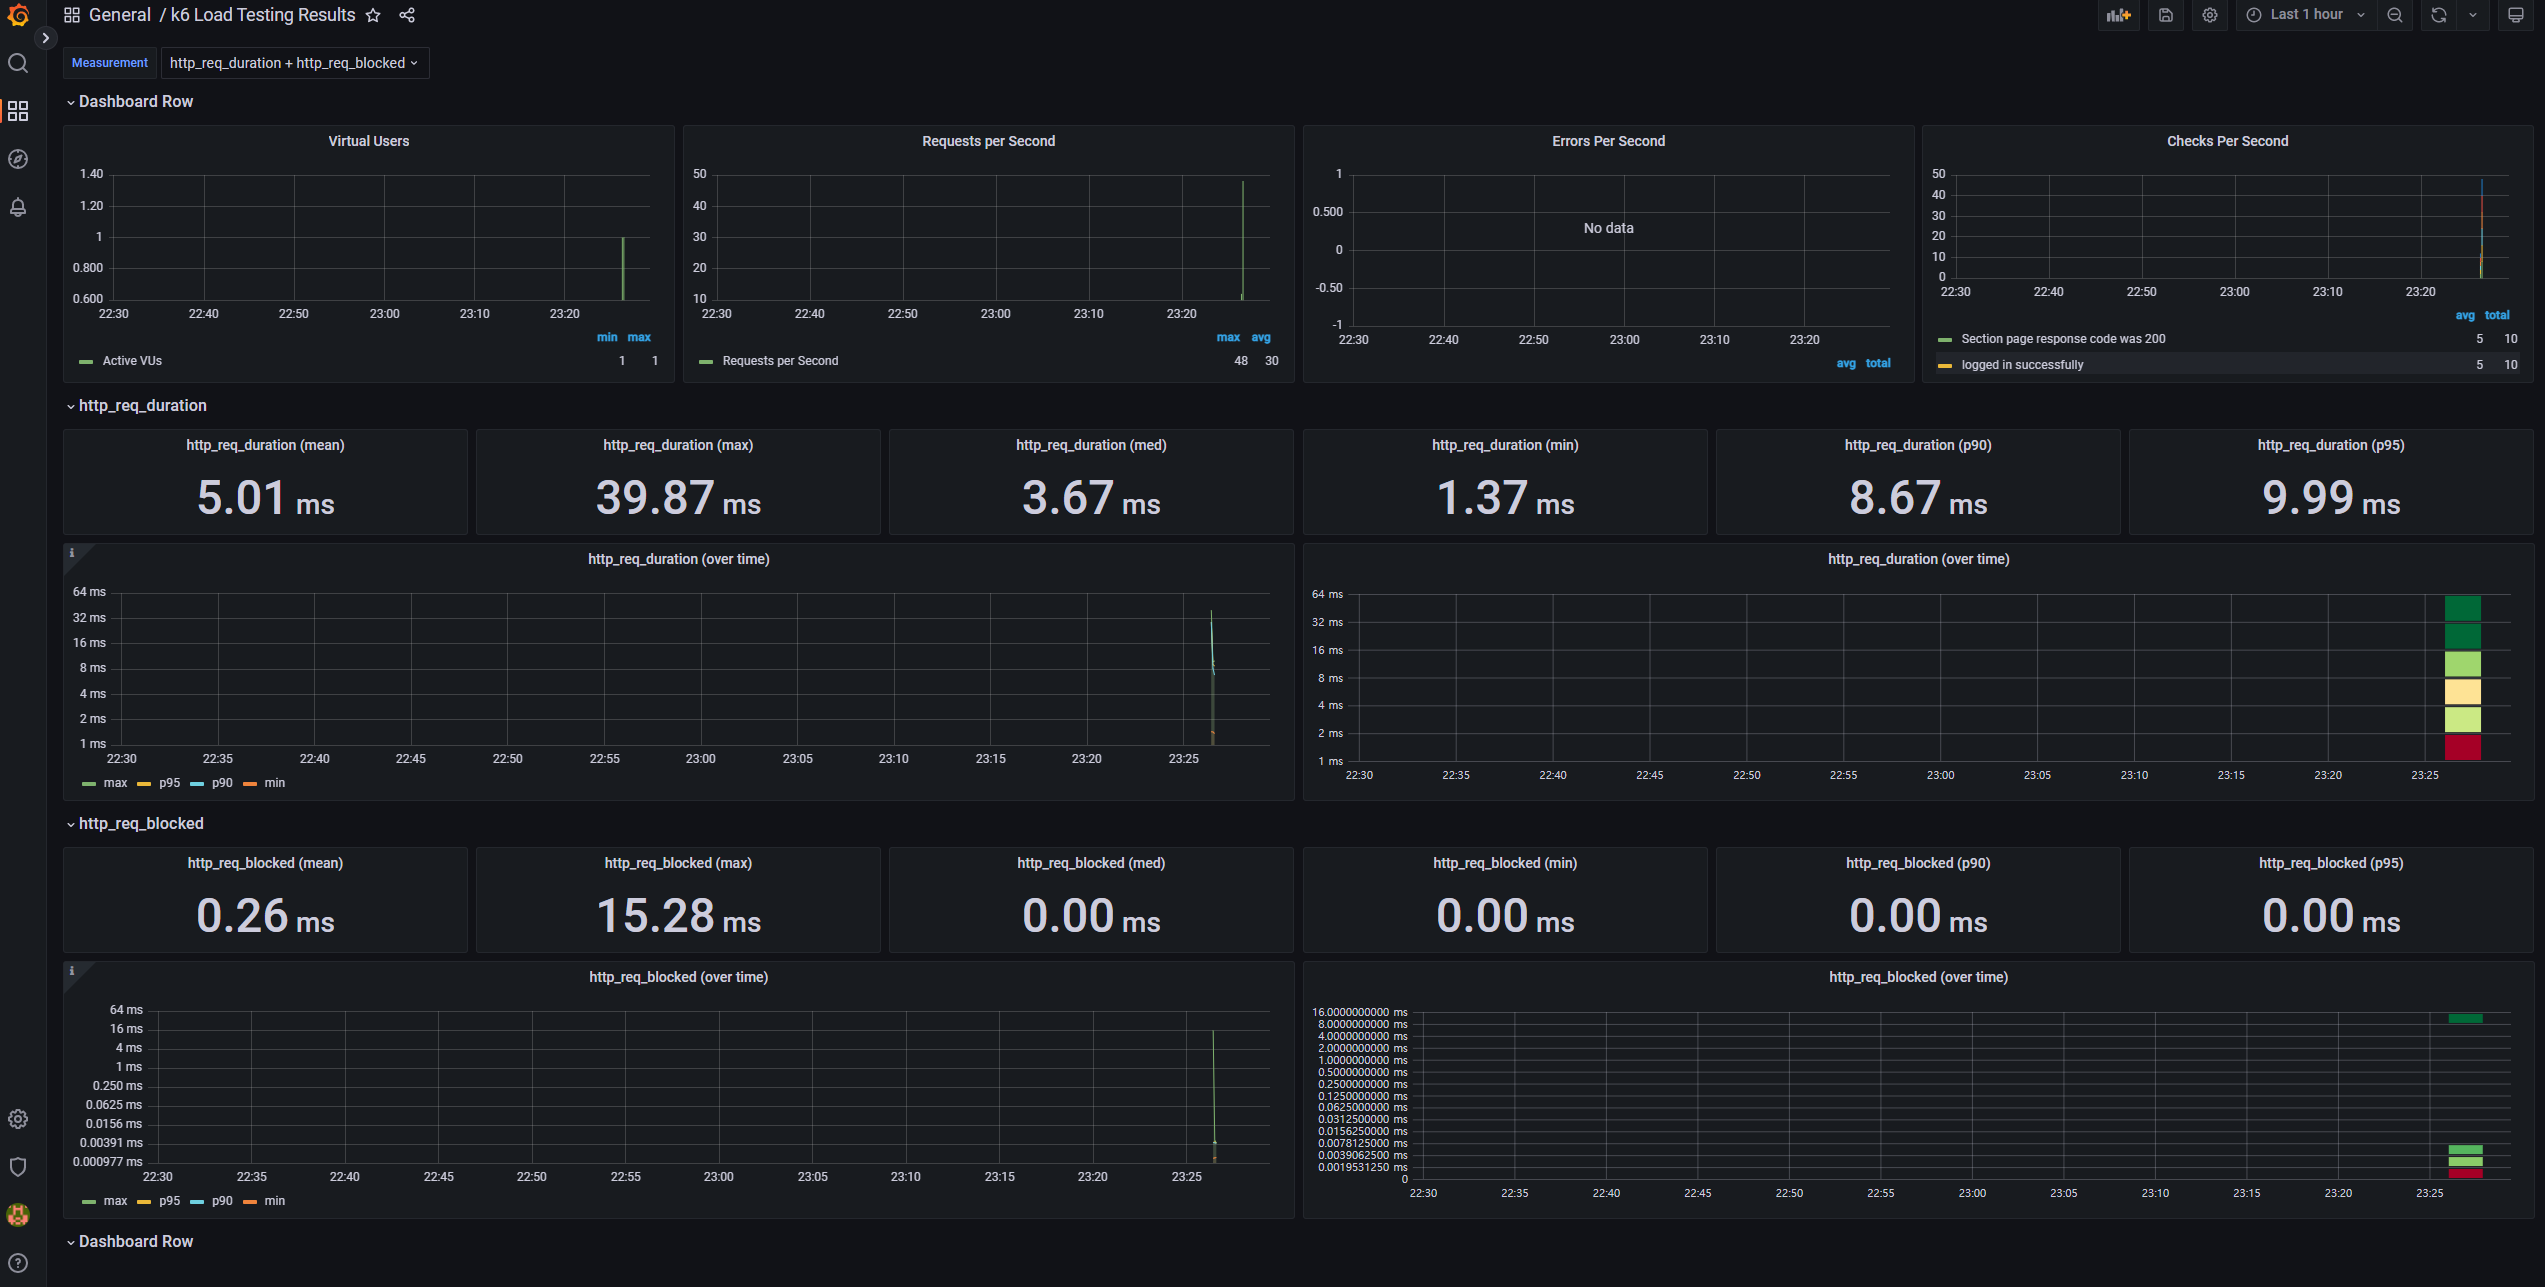 General / k6 Load Testing Results
Last 1 hour
Measurement http_req_duration + http_req_blocked
Dashboard Row
Virtual Users
1.40
1.20
1
0.800
0.600
22:30 22:40 22:50 23:00 23:10 23:20
min max
Active VUs 1 1
Requests per Second
50
40
30
20
10
22:30 22:40 22:50 23:00 23:10 23:20
max avg
Requests per Second 48 30
Errors Per Second
1
0.500
0
-0.50
-1
No data
22:30 22:40 22:50 23:00 23:10 23:20
avg total
Checks Per Second
50
40
30
20
10
0
22:30 22:40 22:50 23:00 23:10 23:20
avg total
Section page response code was 200 5 10
logged in successfully 5 10
http_req_duration
http_req_duration (mean)
5.01 ms
http_req_duration (max)
39.87 ms
http_req_duration (med)
3.67 ms
http_req_duration (min)
1.37 ms
http_req_duration (p90)
8.67 ms
http_req_duration (p95)
9.99 ms
http_req_duration (over time)
64 ms
32 ms
16 ms
8 ms
4 ms
2 ms
1 ms
22:30 22:35 22:40 22:45 22:50 22:55 23:00 23:05 23:10 23:15 23:20 23:25
max p95 p90 min
http_req_duration (over time)
64 ms
32 ms
16 ms
8 ms
4 ms
2 ms
1 ms
22:30 22:35 22:40 22:45 22:50 22:55 23:00 23:05 23:10 23:15 23:20 23:25
http_req_blocked
http_req_blocked (mean)
0.26 ms
http_req_blocked (max)
15.28 ms
http_req_blocked (med)
0.00 ms
http_req_blocked (min)
0.00 ms
http_req_blocked (p90)
0.00 ms
http_req_blocked (p95)
0.00 ms
http_req_blocked (over time)
64 ms
16 ms
4 ms
1 ms
0.250 ms
0.0625 ms
0.0156 ms
0.00391 ms
0.000977 ms
22:30 22:35 22:40 22:45 22:50 22:55 23:00 23:05 23:10 23:15 23:20 23:25
max p95 p90 min
http_req_blocked (over time)
16.0000000000 ms
8.0000000000 ms
4.0000000000 ms
2.0000000000 ms
1.0000000000 ms
0.5000000000 ms
0.2500000000 ms
0.1250000000 ms
0.0625000000 ms
0.0312500000 ms
0.0156250000 ms
0.0078125000 ms
0.0039062500 ms
0.0019531250 ms
0
22:30 22:35 22:40 22:45 22:50 22:55 23:00 23:05 23:10 23:15 23:20 23:25
Dashboard Row